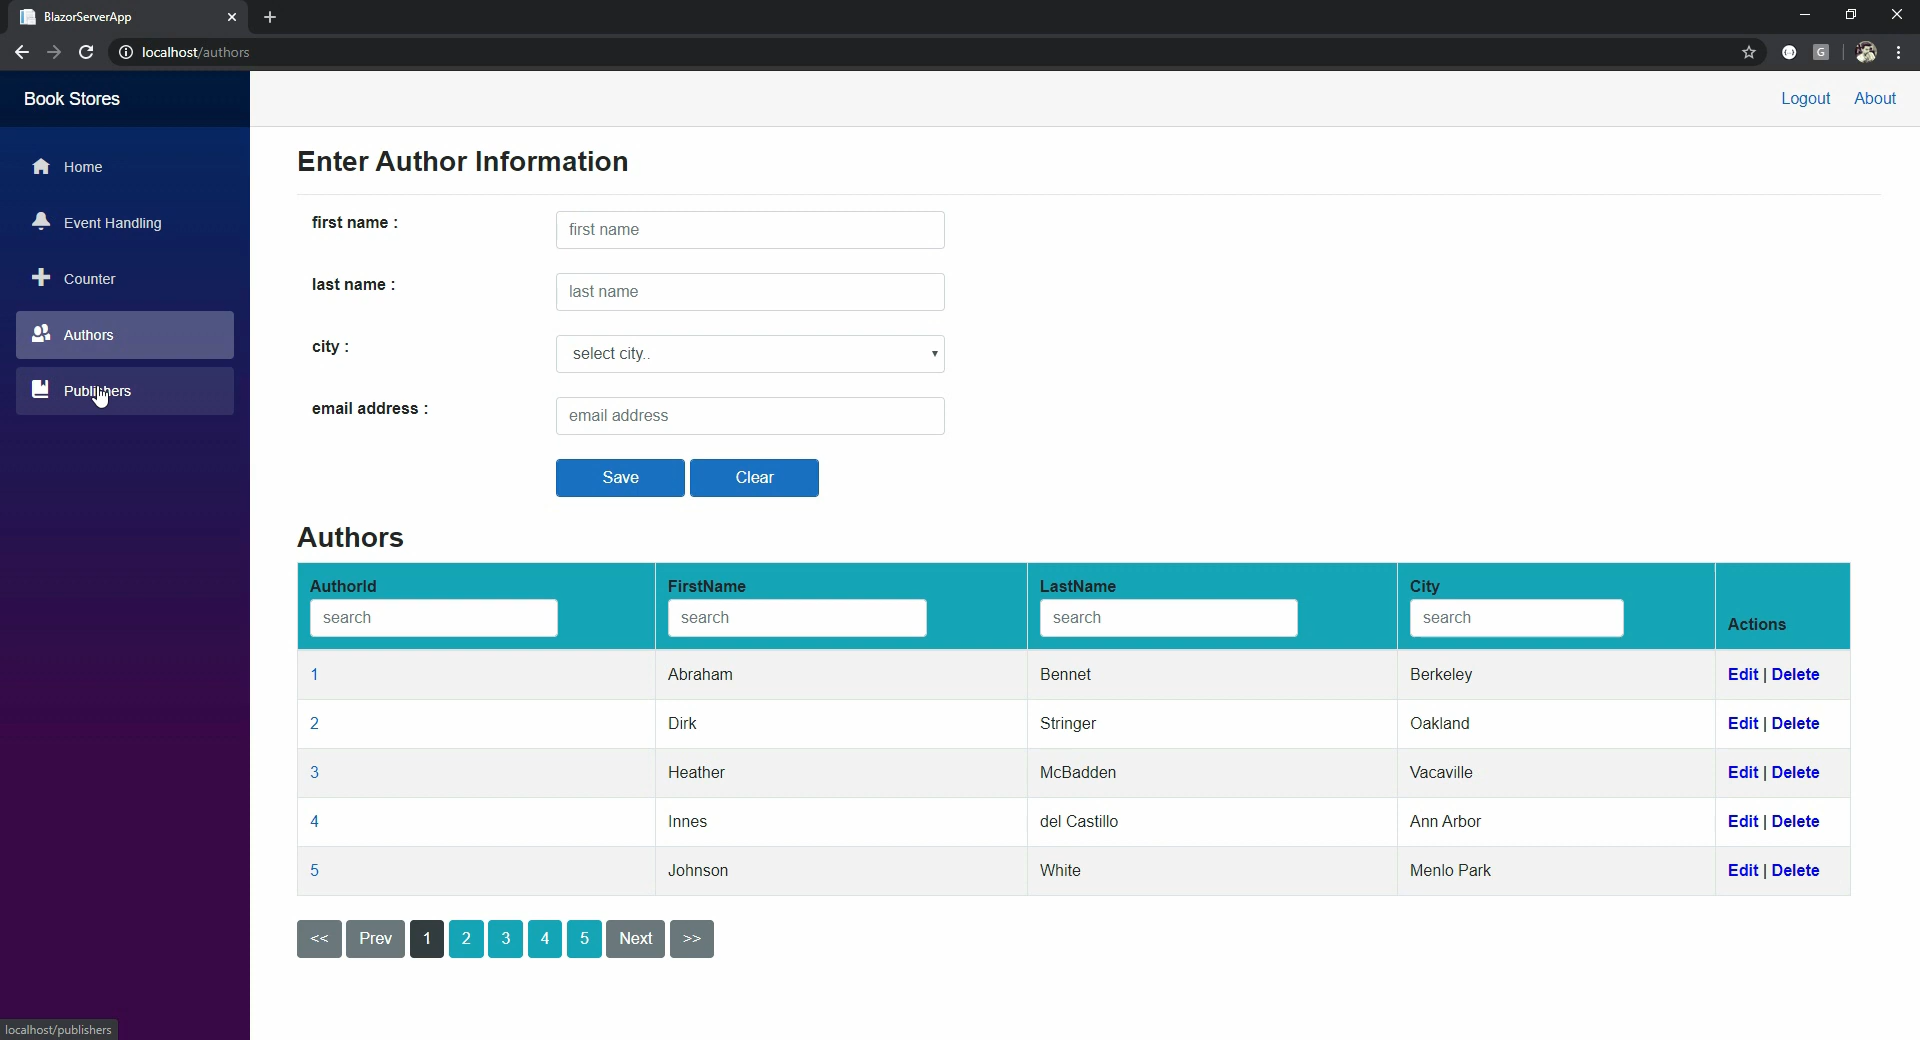 BlazorServerApp
localhost/authors
G
Book Stores
Logout About
Home
Event Handling
Counter
Authors
Publishers
Enter Author Information
first name : first name
last name : last name
city : select city..
email address : email address
Save Clear
Authors
AuthorId FirstName LastName City Actions
search search search search
1 Abraham Bennet Berkeley Edit | Delete
2 Dirk Stringer Oakland Edit | Delete
3 Heather McBadden Vacaville Edit | Delete
4 Innes del Castillo Ann Arbor Edit | Delete
5 Johnson White Menlo Park Edit | Delete
<< Prev 1 2 3 4 5 Next >>
localhost/publishers